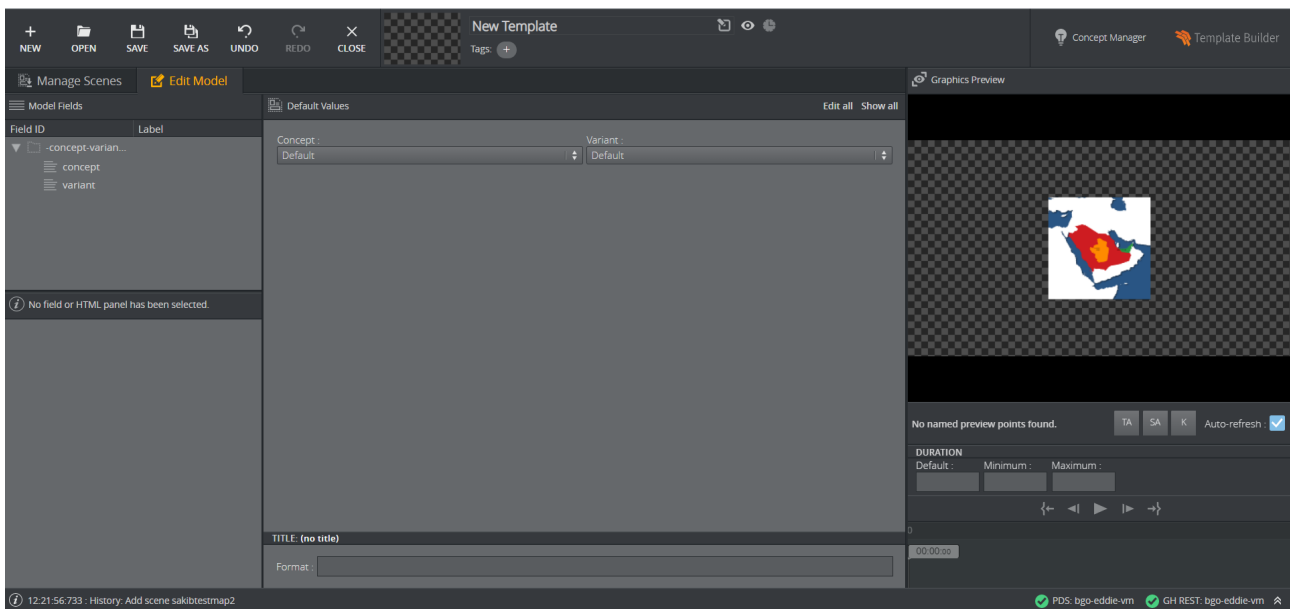 NEW OPEN SAVE SAVE AS UNDO REDO CLOSE
New Template
Tags: +
Concept Manager
Template Builder
Manage Scenes
Edit Model
Graphics Preview
Model Fields
Default Values
Edit all Show all
Field ID Label
-concept-varian...
concept
variant
Concept : Variant :
Default Default
No field or HTML panel has been selected.
No named preview points found.
TA SA K Auto-refresh :
DURATION
Default : Minimum : Maximum :
0
00:00:00
TITLE: (no title)
Format :
12:21:56:733 : History: Add scene sakibtestmap2
PDS: bgo-eddie-vm GH REST: bgo-eddie-vm